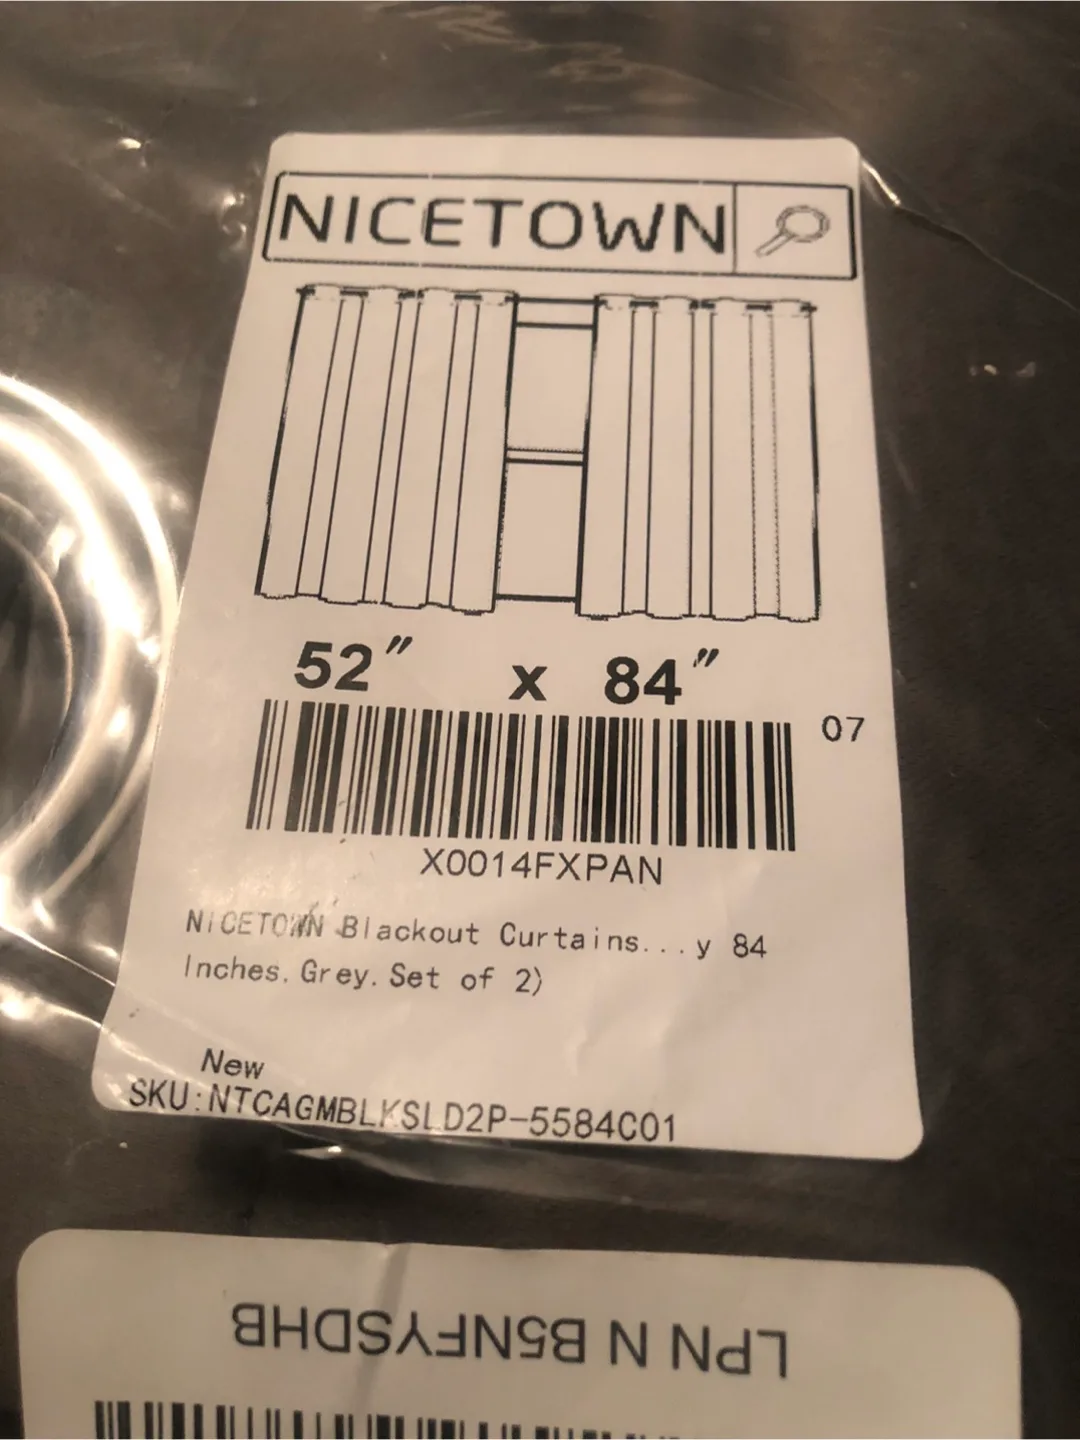 NICETOWN
52" x 84"
07
X0014FXPAN
NICETOWN Blackout Curtains...y 84
Inches.Grey.Set of 2)
New
SKU:NTCAGMBLKSLD2P-5584C01
LPN N B5NFYSDHB